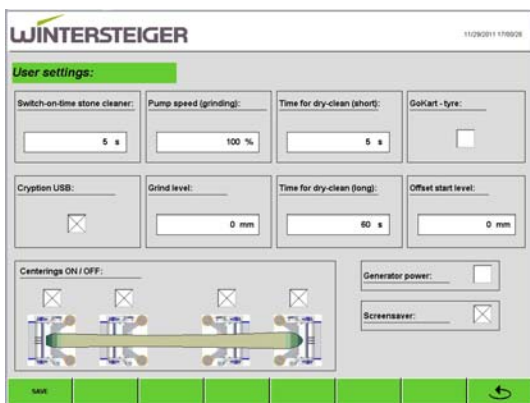 WINTERSTEIGER
11/29/2011 17/00/26
User settings:
Switch-on-time stone cleaner:
Pump speed (grinding):
Time for dry-clean (short):
GoKart - tyre:
5 s
100 %
5 s
Cryption USB:
Grind level:
Time for dry-clean (long):
Offset start level:
0 mm
60 s
0 mm
Centerings ON / OFF:
Generator power:
Screensaver:
SAVE